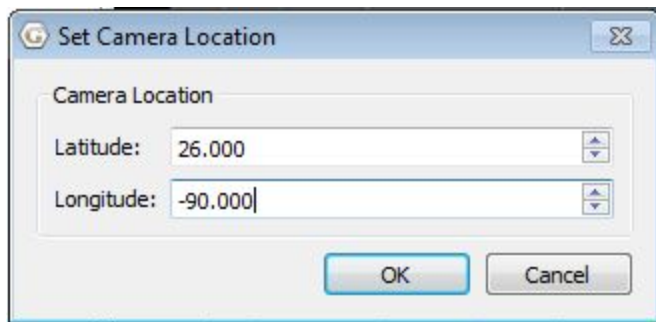 Set Camera Location
Camera Location
Latitude: 26.000
Longitude: -90.000
OK Cancel